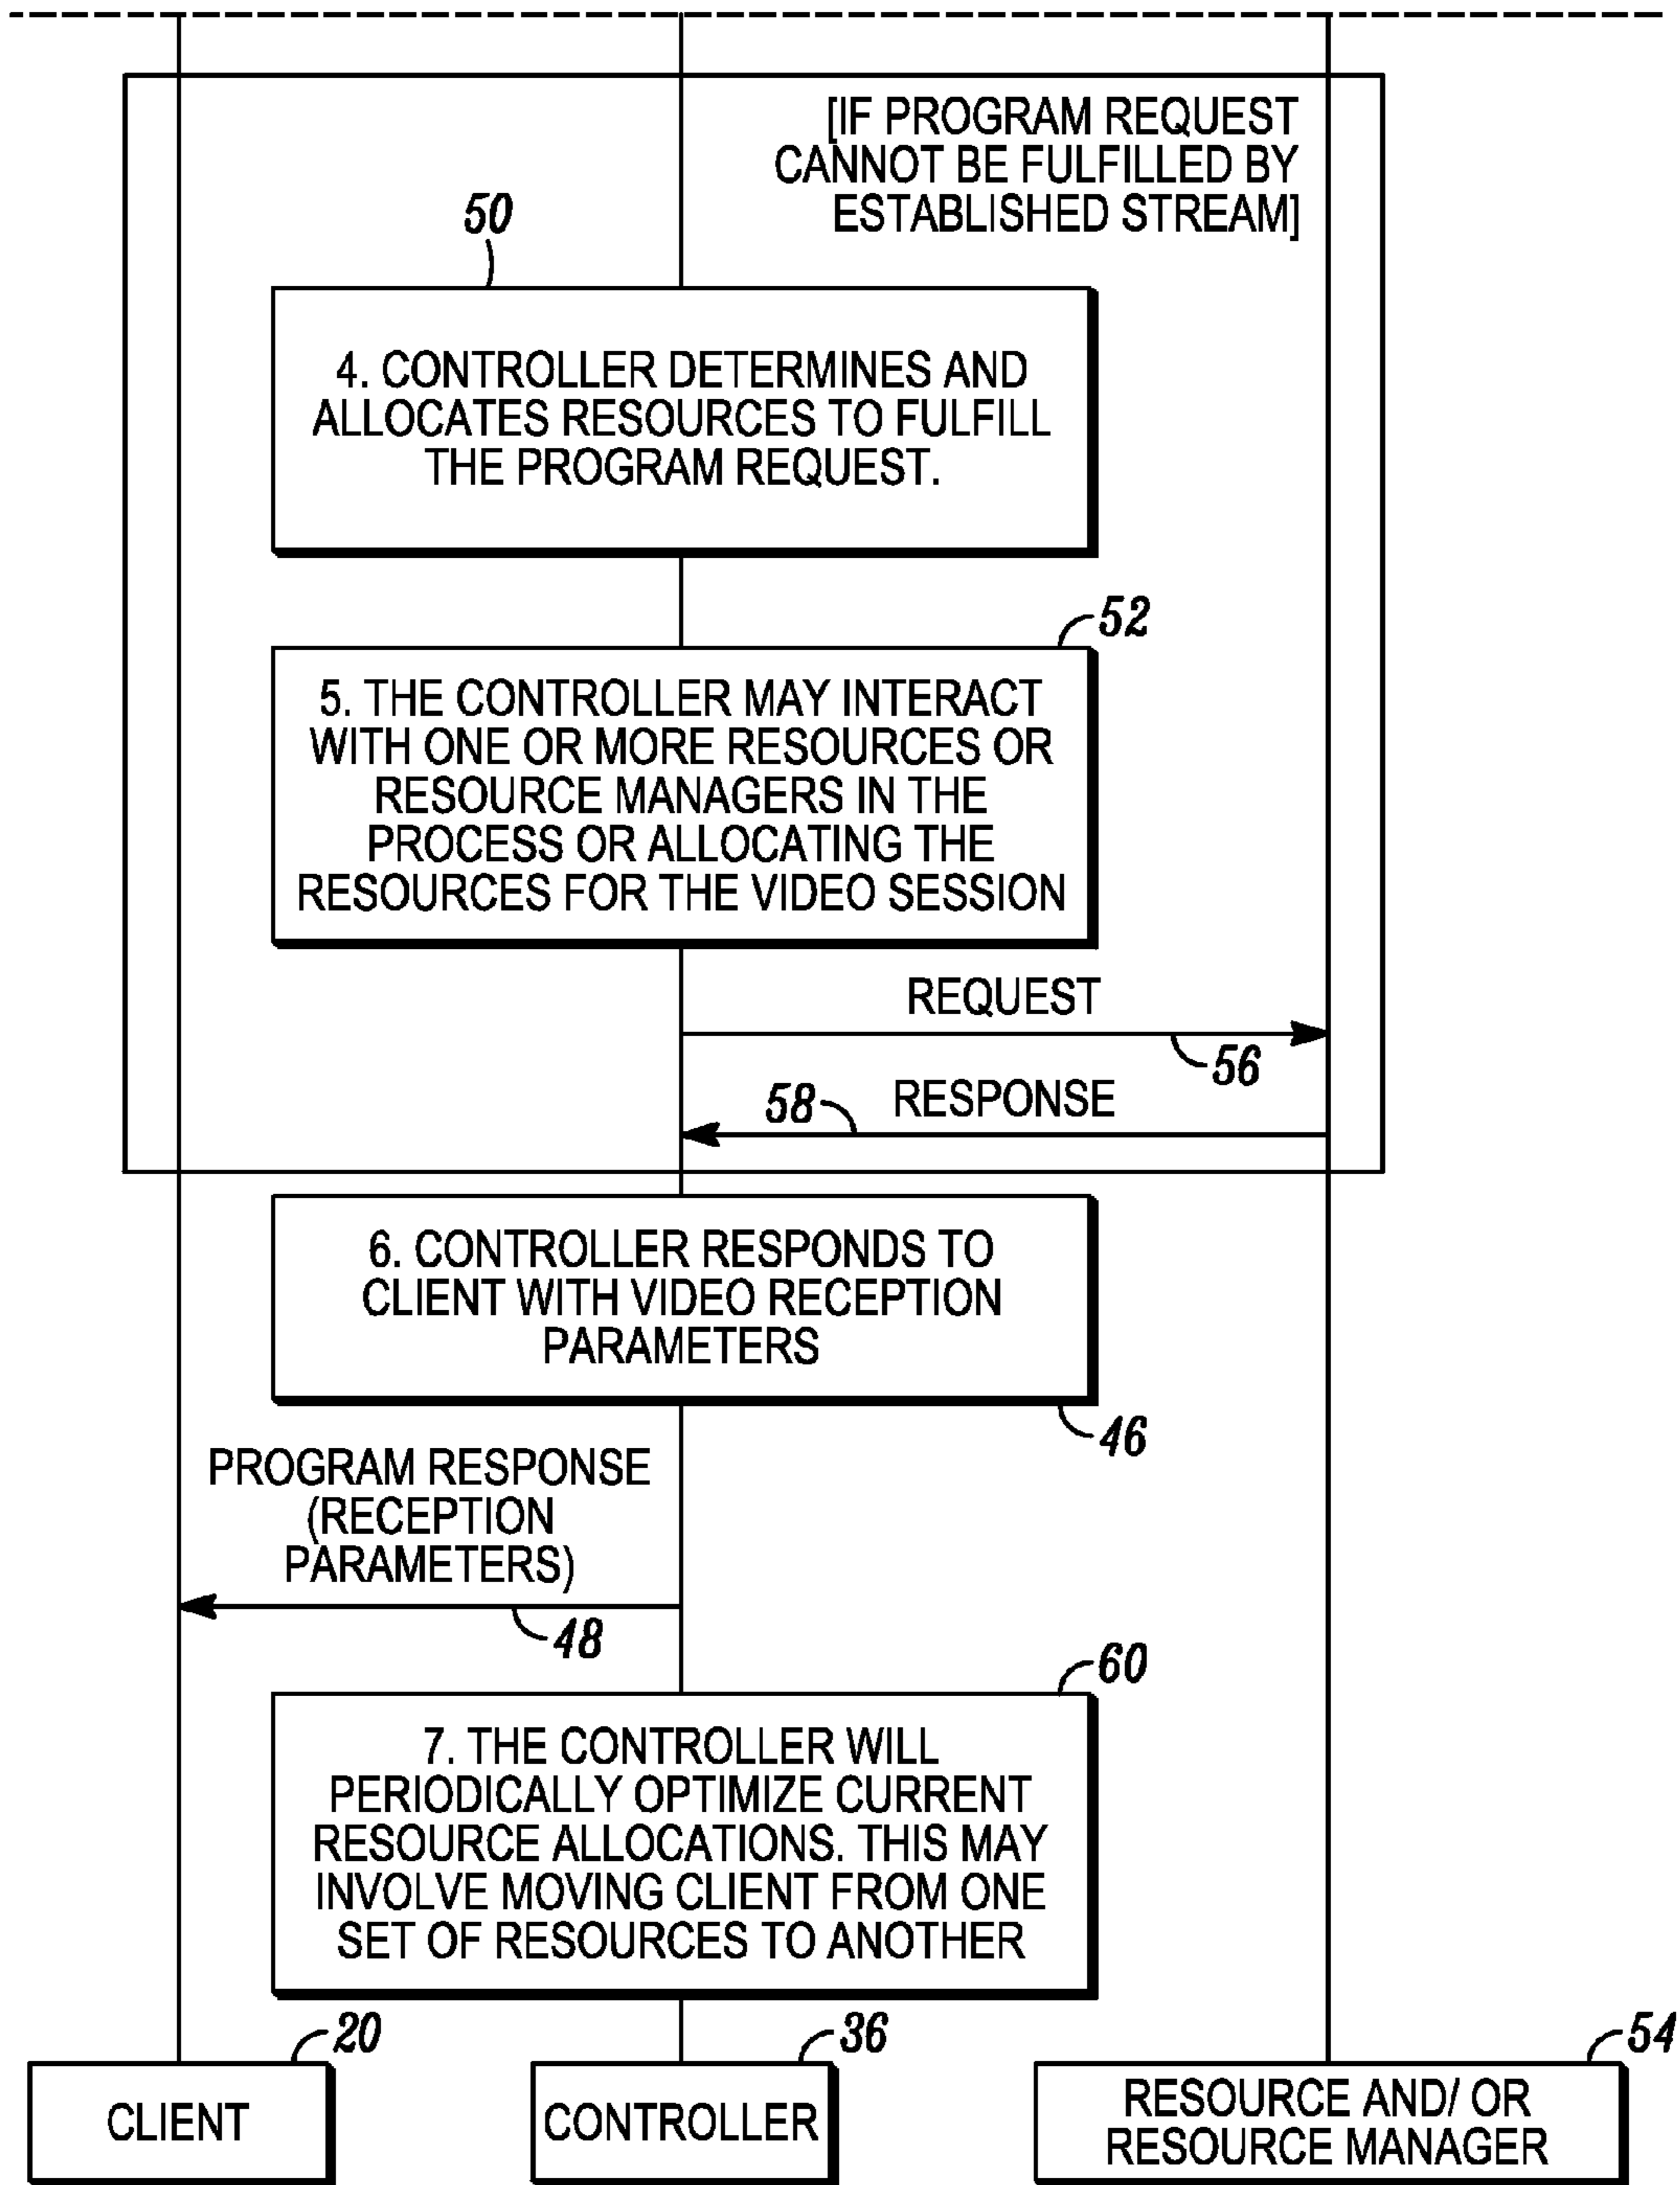 [IF PROGRAM REQUEST
CANNOT BE FULFILLED BY
ESTABLISHED STREAM]
50
4. CONTROLLER DETERMINES AND
ALLOCATES RESOURCES TO FULFILL
THE PROGRAM REQUEST.
52
5. THE CONTROLLER MAY INTERACT
WITH ONE OR MORE RESOURCES OR
RESOURCE MANAGERS IN THE
PROCESS OR ALLOCATING THE
RESOURCES FOR THE VIDEO SESSION
REQUEST
56
58
RESPONSE
6. CONTROLLER RESPONDS TO
CLIENT WITH VIDEO RECEPTION
PARAMETERS
46
PROGRAM RESPONSE
(RECEPTION
PARAMETERS)
48
60
7. THE CONTROLLER WILL
PERIODICALLY OPTIMIZE CURRENT
RESOURCE ALLOCATIONS. THIS MAY
INVOLVE MOVING CLIENT FROM ONE
SET OF RESOURCES TO ANOTHER
20
CLIENT
36
CONTROLLER
54
RESOURCE AND/ OR
RESOURCE MANAGER